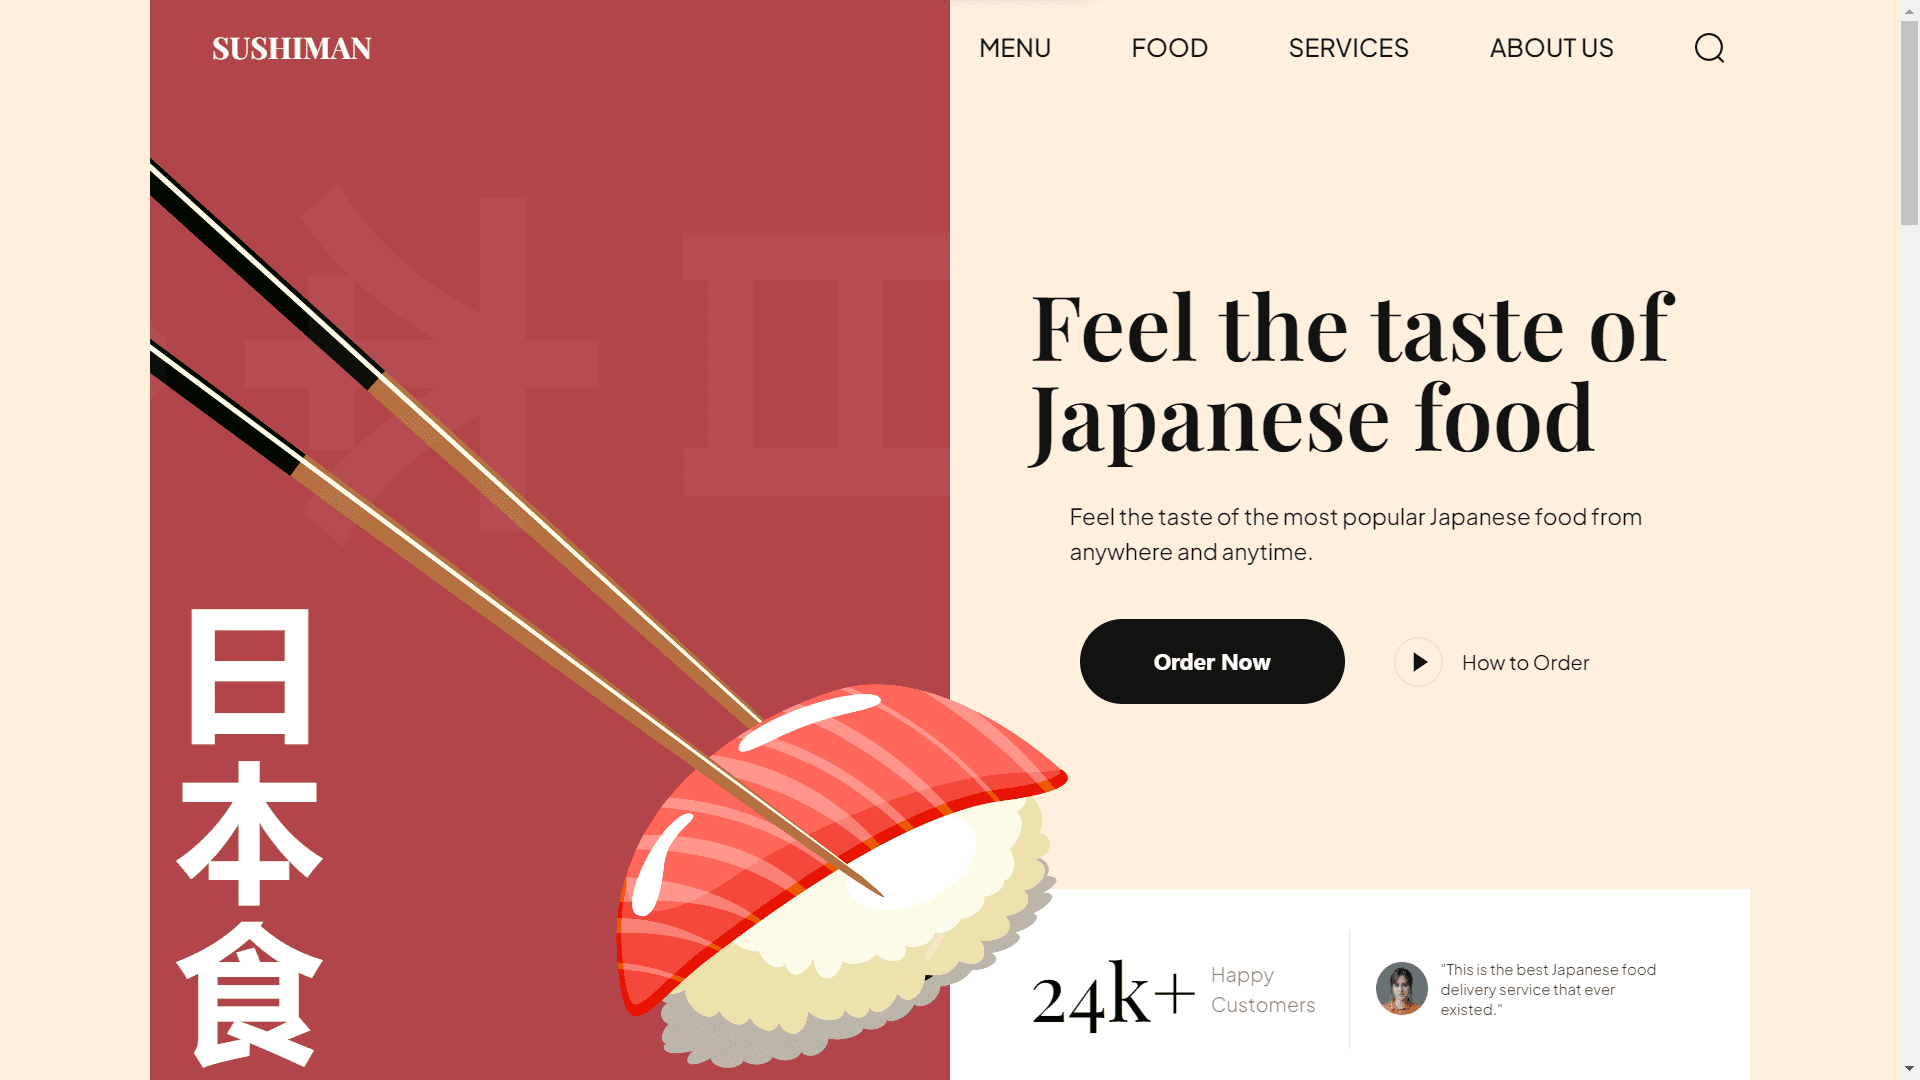 SUSHIMAN
MENU
FOOD
SERVICES
ABOUT US
Feel the taste of
Japanese food
Feel the taste of the most popular Japanese food from
anywhere and anytime.
Order Now
How to Order
日
本
食
24k+
Happy
Customers
"This is the best Japanese food
delivery service that ever
existed."